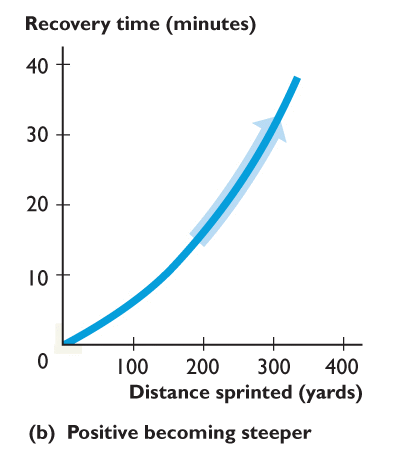 Recovery time (minutes)
40
30
20
10
0
100 200 300 400
Distance sprinted (yards)
(b) Positive becoming steeper